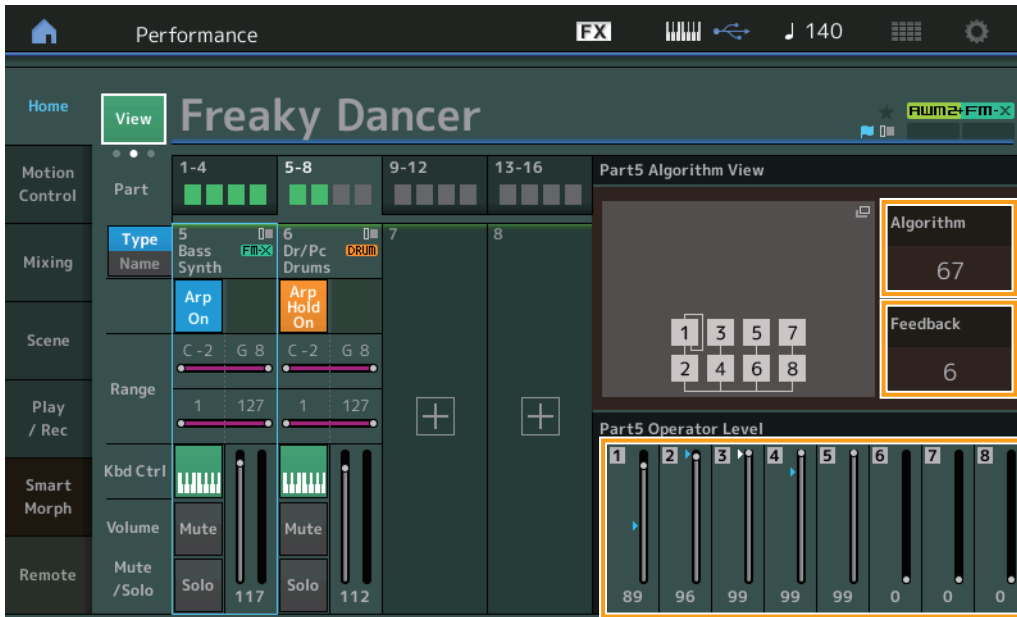 Performance
FX
♩ 140
Home
View
Freaky Dancer
AWM2+FM-X
Motion
Control
Part
1-4
5-8
9-12
13-16
Part5 Algorithm View
Type
Name
5
Bass
Synth
FM-X
6
Dr/Pc
Drums
DRUM
7
8
Algorithm
67
Mixing
Arp
On
Arp
Hold
On
Scene
Range
C -2 G 8
C -2 G 8
1 127
1 127
1 3 5 7
2 4 6 8
Feedback
6
Play
/ Rec
Part5 Operator Level
Smart
Morph
Kbd Ctrl
Volume
Mute
Mute
Mute
/Solo
Solo
117
Solo
112
Remote
1 2 3 4 5 6 7 8
89 96 99 99 99 0 0 0